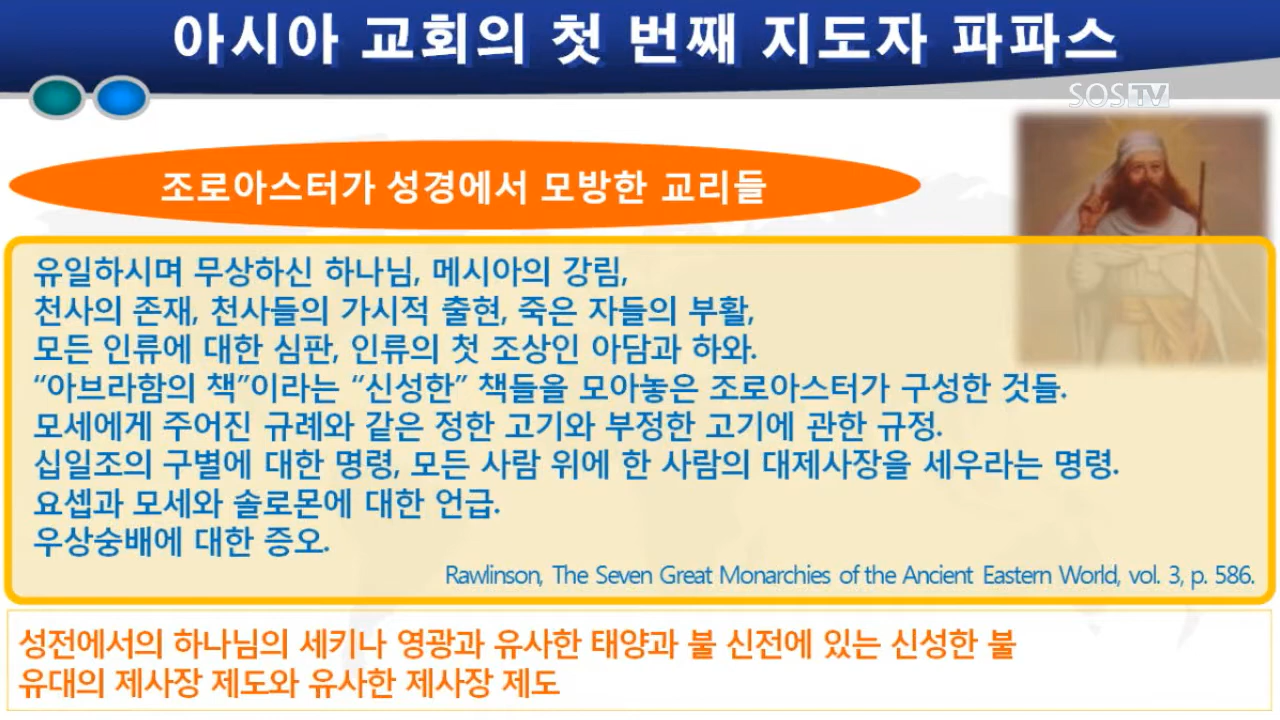 아시아 교회의 첫 번째 지도자 파파스
SOSTV
조로아스터가 성경에서 모방한 교리들
유일하시며 무상하신 하나님, 메시아의 강림,
천사의 존재, 천사들의 가시적 출현, 죽은 자들의 부활,
모든 인류에 대한 심판, 인류의 첫 조상인 아담과 하와.
“아브라함의 책”이라는 “신성한” 책들을 모아놓은 조로아스터가 구성한 것들.
모세에게 주어진 규례와 같은 정한 고기와 부정한 고기에 관한 규정.
십일조의 구별에 대한 명령, 모든 사람 위에 한 사람의 대제사장을 세우라는 명령.
요셉과 모세와 솔로몬에 대한 언급.
우상숭배에 대한 증오.
Rawlinson, The Seven Great Monarchies of the Ancient Eastern World, vol. 3, p. 586.
성전에서의 하나님의 세키나 영광과 유사한 태양과 불 신전에 있는 신성한 불
유대의 제사장 제도와 유사한 제사장 제도